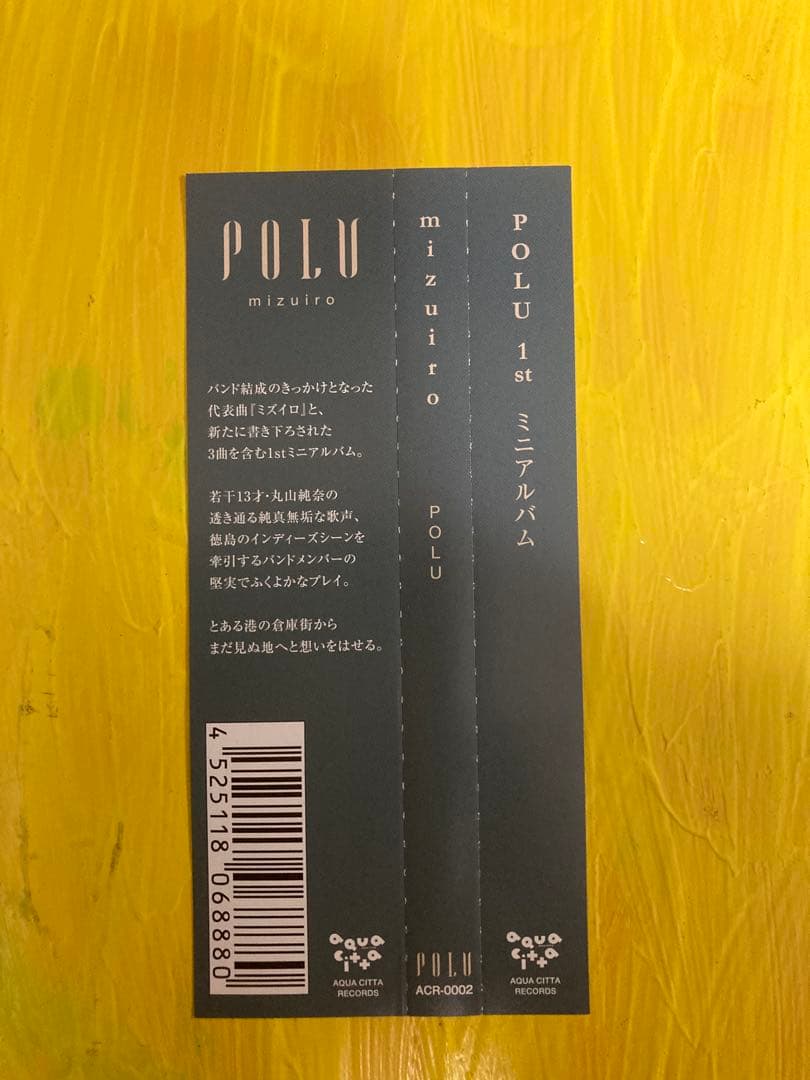 POLU
mizuiro
バンド結成のきっかけとなった
代表曲『ミズイロ』と、
新たに書き下ろされた
3曲を含む1stミニアルバム。
若干13才・丸山純奈の
透き通る純真無垢な歌声、
徳島のインディーズシーンを
牽引するバンドメンバーの
堅実でふくよかなプレイ。
とある港の倉庫街から
まだ見ぬ地へと想いをはせる。
4 525118 068880
aqua citta
AQUA CITTA
RECORDS
mizuiro
POLU
POLU
ACR-0002
POLU 1st ミニアルバム
aqua citta
AQUA CITTA
RECORDS